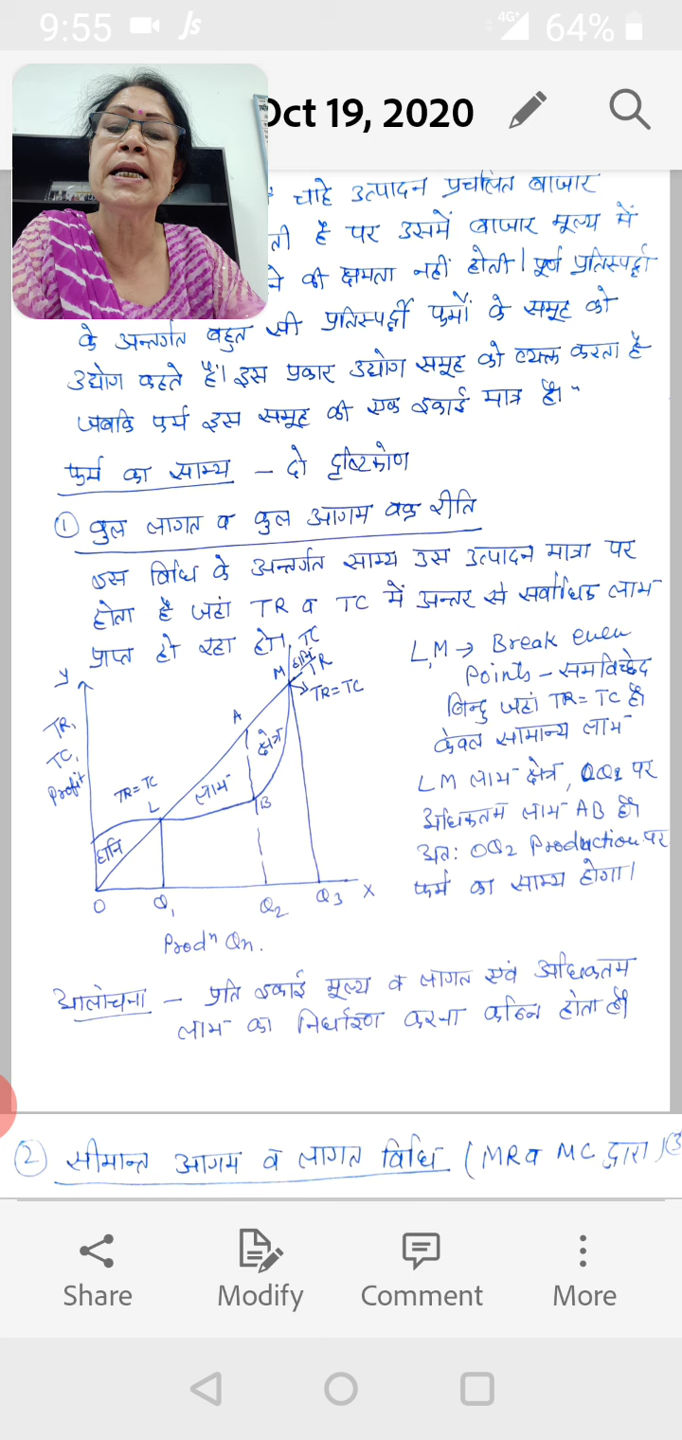 9:55
4G+
64%
Oct 19, 2020
चाहे उत्पादन प्रचलित बाजार
है पर उसमें बाजार मूल्य में
की क्षमता नहीं होती। पूर्ण प्रतिस्पर्द्धा
के अन्तर्गत बहुत सी प्रतिस्पर्द्धी फर्मों के समूह को
उद्योग कहते हैं। इस प्रकार उद्योग समूह को व्यक्त करता है
जबकि फर्म इस समूह की एक इकाई मात्र है।"
फर्म का साम्य - दो दृष्टिकोण
① कुल लागत व कुल आगम वक्र रीति
इस विधि के अन्तर्गत साम्य उस उत्पादन मात्रा पर
होता है जहां TR व TC में अन्तर से सर्वाधिक लाभ
प्राप्त हो रहा हो।
Y
TR,
TC,
Profit
TC
हानि
TR
M
TR=TC
A
क्षेत्र
लाभ
B
TR=TC
L
हानि
O
Q1
Q2
Q3
X
Prodⁿ Qn.
L,M → Break even
Points - समविच्छेद
बिन्दु जहां TR=TC है।
केवल सामान्य लाभ
LM लाभ क्षेत्र, OQ2 पर
अधिकतम लाभ AB है।
अत: OQ2 Production पर
फर्म का साम्य होगा।
आलोचना - प्रति इकाई मूल्य व लागत एवं अधिकतम
लाभ का निर्धारण करना कठिन होता है।
② सीमान्त आगम व लागत विधि (MR व MC द्वारा)
Share
Modify
Comment
More